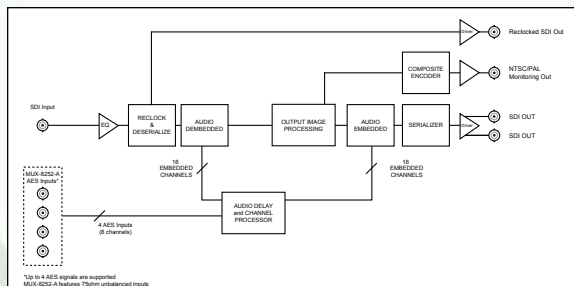 Driver
Reclocked SDI Out
COMPOSITE
ENCODER
NTSC/PAL
Monitoring Out
SDI Input
EQ
RECLOCK
&
DESERIALIZE
AUDIO
DEMBEDDED
OUTPUT IMAGE
PROCESSING
AUDIO
EMBEDDED
SERIALIZER
Driver
SDI OUT
SDI OUT
16
EMBEDDED
CHANNELS
16
EMBEDDED
CHANNELS
MUX-8252-A
AES Inputs*
4 AES Inputs
(8 channels)
AUDIO DELAY
and CHANNEL
PROCESSOR
*Up to 4 AES signals are supported
MUX-8252-A features 75ohm unbalanced inputs